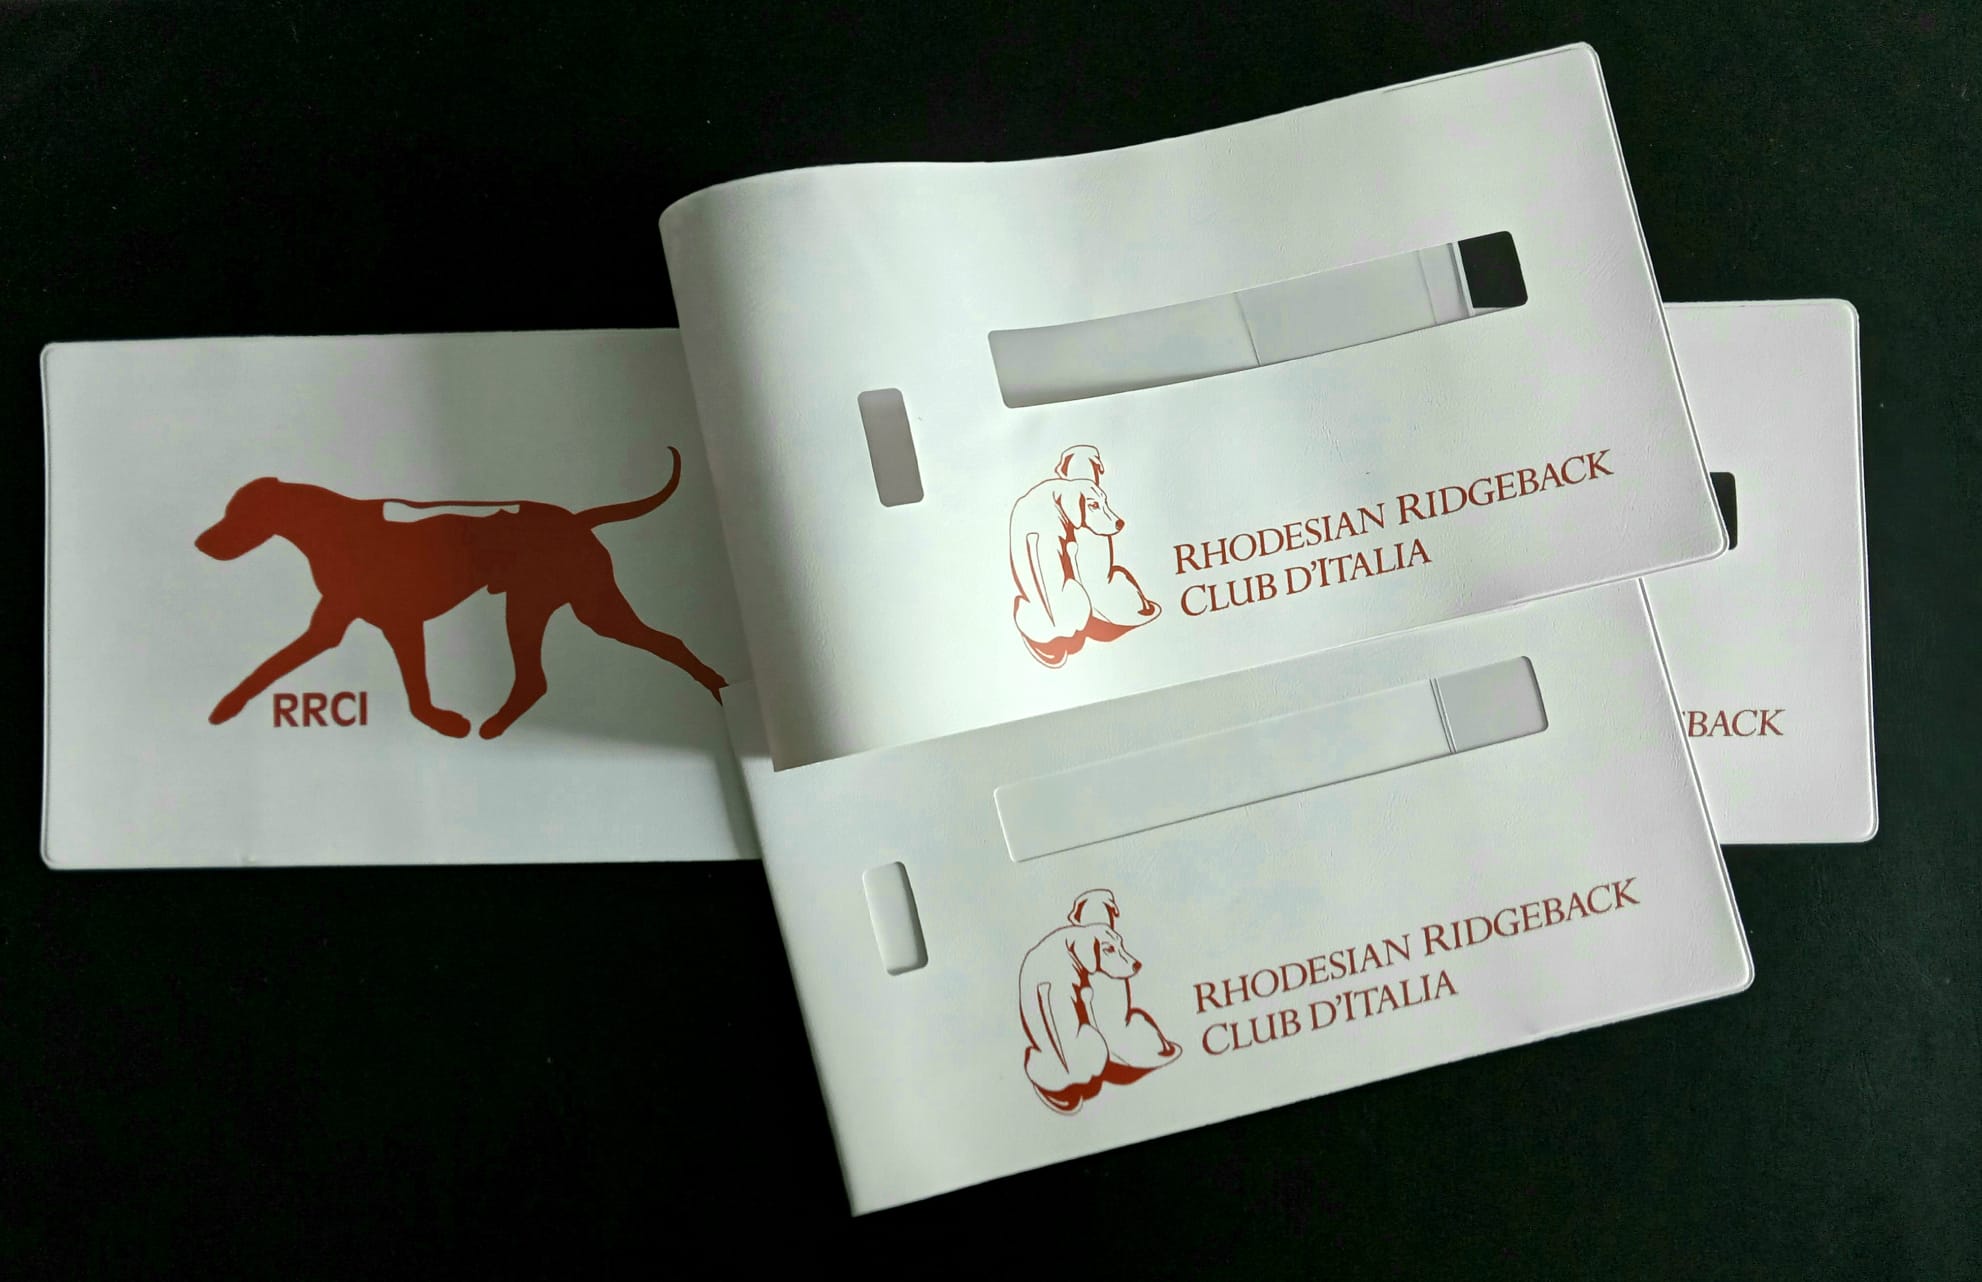 RRCI
RHODESIAN RIDGEBACK
CLUB D'ITALIA
RHODESIAN RIDGEBACK
CLUB D'ITALIA
BACK